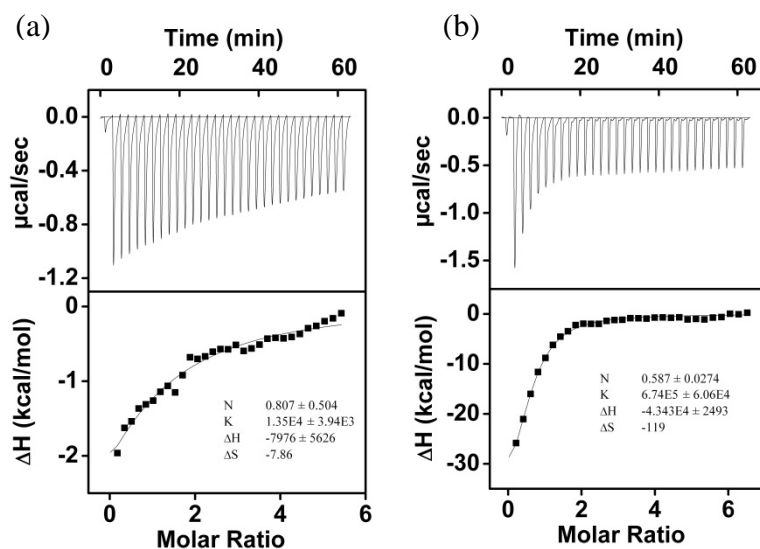 (a)
Time (min)
0 20 40 60
0.0
-0.4
-0.8
-1.2
µcal/sec
0
-1
-2
ΔH (kcal/mol)
N 0.807 ± 0.504
K 1.35E4 ± 3.94E3
ΔH -7976 ± 5626
ΔS -7.86
0 2 4 6
Molar Ratio
(b)
Time (min)
0 20 40 60
0.0
-0.5
-1.0
-1.5
µcal/sec
0
-10
-20
-30
ΔH (kcal/mol)
N 0.587 ± 0.0274
K 6.74E5 ± 6.06E4
ΔH -4.343E4 ± 2493
ΔS -119
0 2 4 6
Molar Ratio